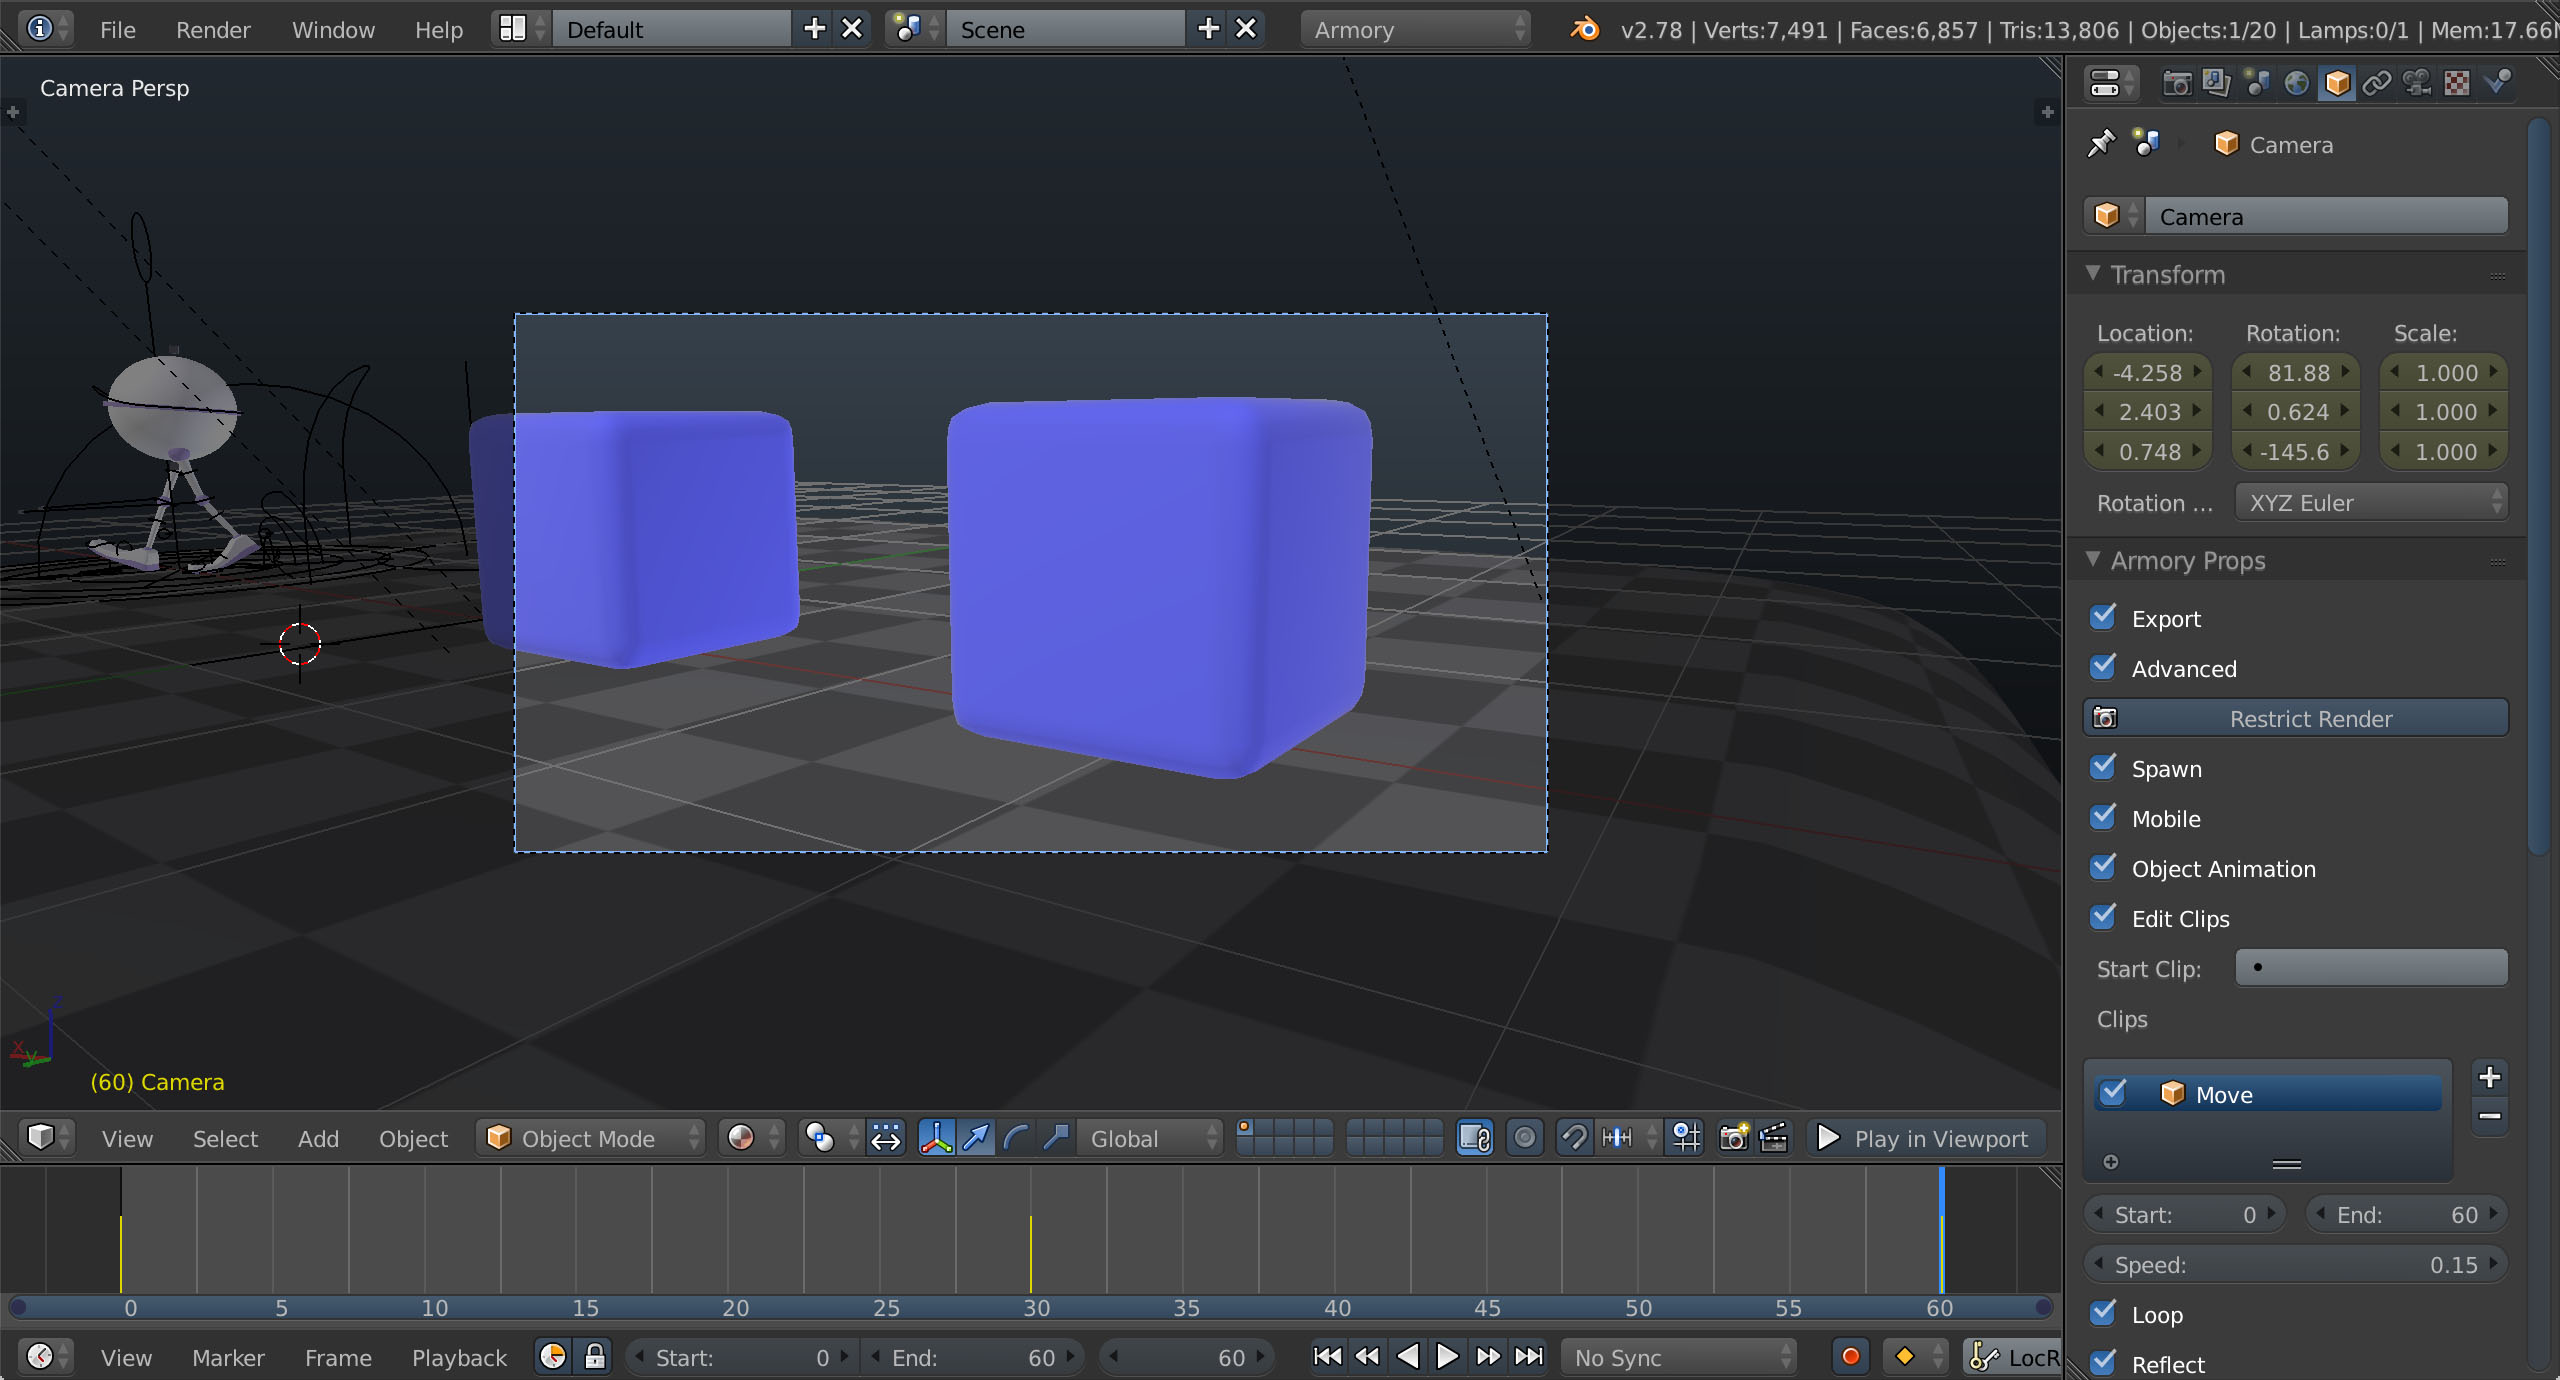 File Render Window Help Default Scene Armory v2.78 | Verts:7,491 | Faces:6,857 | Tris:13,806 | Objects:1/20 | Lamps:0/1 | Mem:17.66
Camera Persp
Camera
Camera
Transform
Location: Rotation: Scale:
-4.258 81.88 1.000
2.403 0.624 1.000
0.748 -145.6 1.000
Rotation ... XYZ Euler
Armory Props
Export
Advanced
Restrict Render
Spawn
Mobile
Object Animation
Edit Clips
Start Clip:
Clips
Move
Start: 0 End: 60
Speed: 0.15
Loop
Reflect
Z
X
Y
(60) Camera
View Select Add Object Object Mode Global Play in Viewport
0 5 10 15 20 25 30 35 40 45 50 55 60
View Marker Frame Playback Start: 0 End: 60 60 No Sync LocR